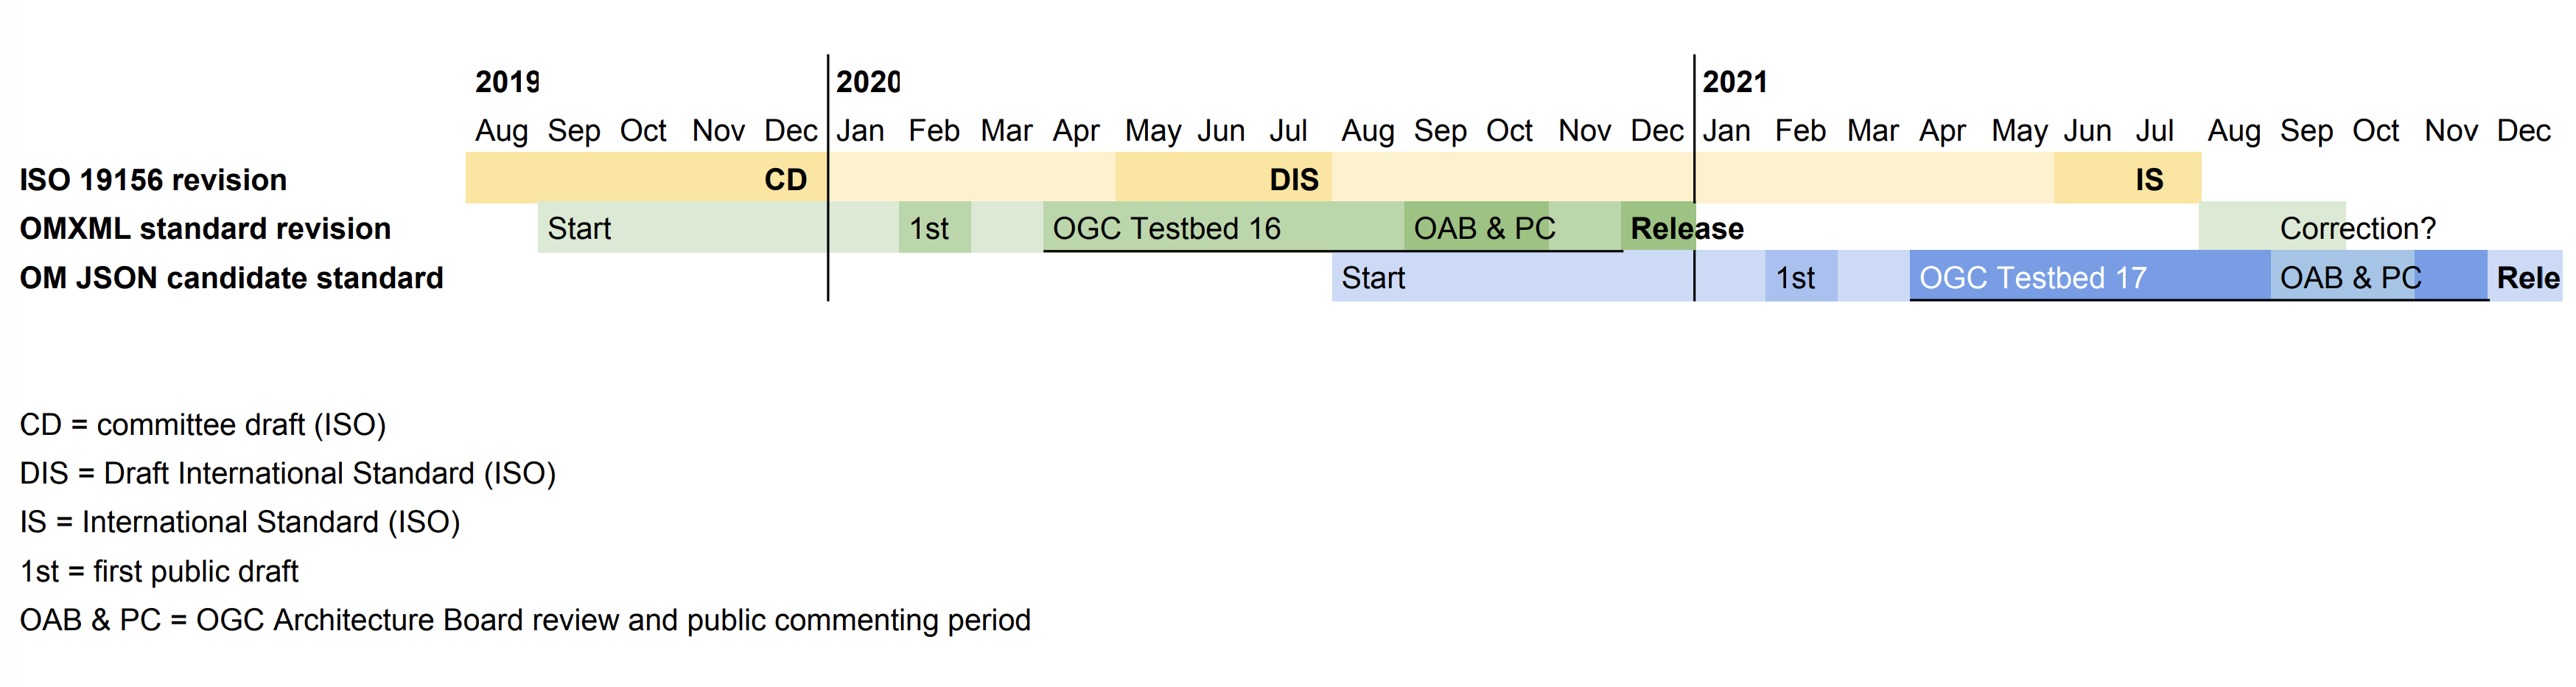 2019 2020 2021
Aug Sep Oct Nov Dec Jan Feb Mar Apr May Jun Jul Aug Sep Oct Nov Dec Jan Feb Mar Apr May Jun Jul Aug Sep Oct Nov Dec
ISO 19156 revision CD DIS IS
OMXML standard revision Start 1st OGC Testbed 16 OAB & PC Release Correction?
OM JSON candidate standard Start 1st OGC Testbed 17 OAB & PC Rele
CD = committee draft (ISO)
DIS = Draft International Standard (ISO)
IS = International Standard (ISO)
1st = first public draft
OAB & PC = OGC Architecture Board review and public commenting period